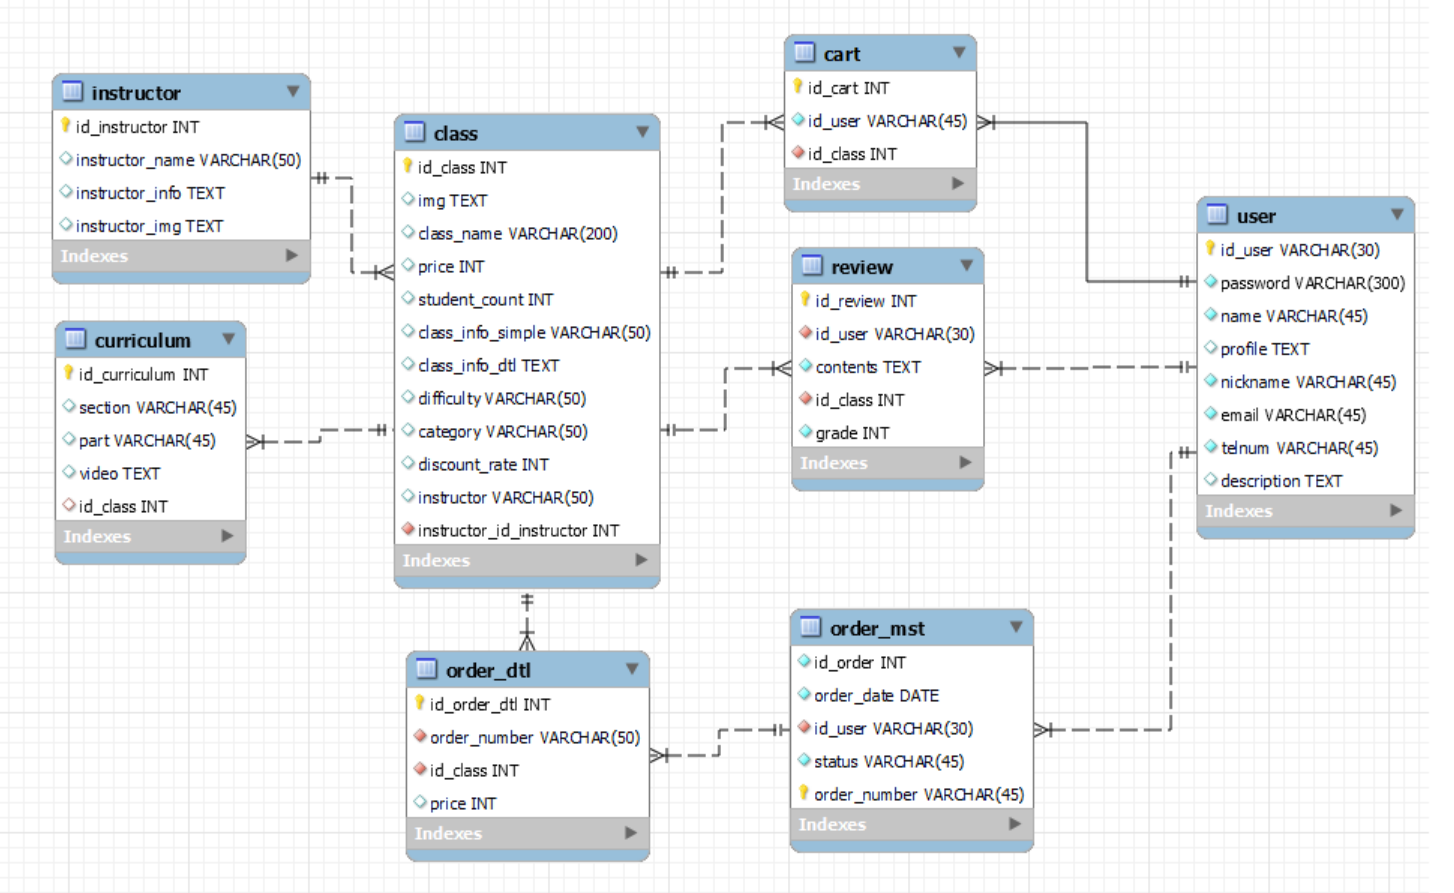 instructor
id_instructor INT
instructor_name VARCHAR(50)
instructor_info TEXT
instructor_img TEXT
Indexes
curriculum
id_curriculum INT
section VARCHAR(45)
part VARCHAR(45)
video TEXT
id_class INT
Indexes
class
id_class INT
img TEXT
class_name VARCHAR(200)
price INT
student_count INT
class_info_simple VARCHAR(50)
class_info_dtl TEXT
difficulty VARCHAR(50)
category VARCHAR(50)
discount_rate INT
instructor VARCHAR(50)
instructor_id_instructor INT
Indexes
order_dtl
id_order_dtl INT
order_number VARCHAR(50)
id_class INT
price INT
Indexes
cart
id_cart INT
id_user VARCHAR(45)
id_class INT
Indexes
review
id_review INT
id_user VARCHAR(30)
contents TEXT
id_class INT
grade INT
Indexes
order_mst
id_order INT
order_date DATE
id_user VARCHAR(30)
status VARCHAR(45)
order_number VARCHAR(45)
Indexes
user
id_user VARCHAR(30)
password VARCHAR(300)
name VARCHAR(45)
profile TEXT
nickname VARCHAR(45)
email VARCHAR(45)
telnum VARCHAR(45)
description TEXT
Indexes